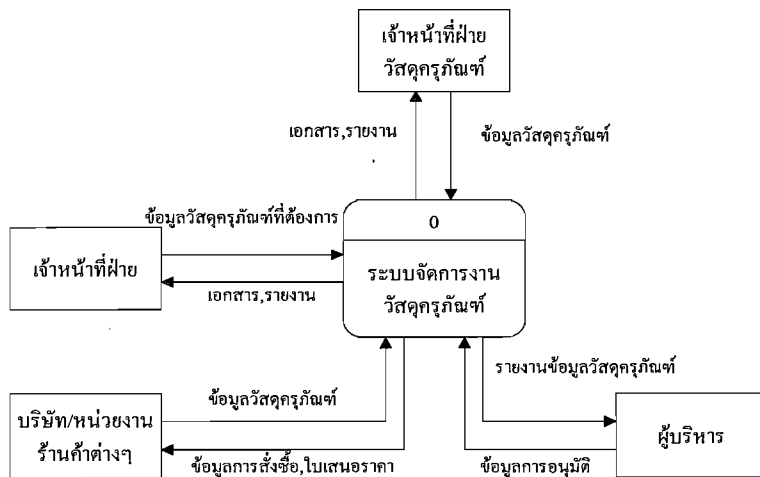 เจ้าหน้าที่ฝ่าย
วัสดุครุภัณฑ์
เอกสาร,รายงาน
ข้อมูลวัสดุครุภัณฑ์
ข้อมูลวัสดุครุภัณฑ์ที่ต้องการ
0
เจ้าหน้าที่ฝ่าย
ระบบจัดการงาน
วัสดุครุภัณฑ์
เอกสาร,รายงาน
รายงานข้อมูลวัสดุครุภัณฑ์
ข้อมูลวัสดุครุภัณฑ์
บริษัท/หน่วยงาน
ร้านค้าต่างๆ
ผู้บริหาร
ข้อมูลการสั่งซื้อ,ใบเสนอราคา
ข้อมูลการอนุมัติ